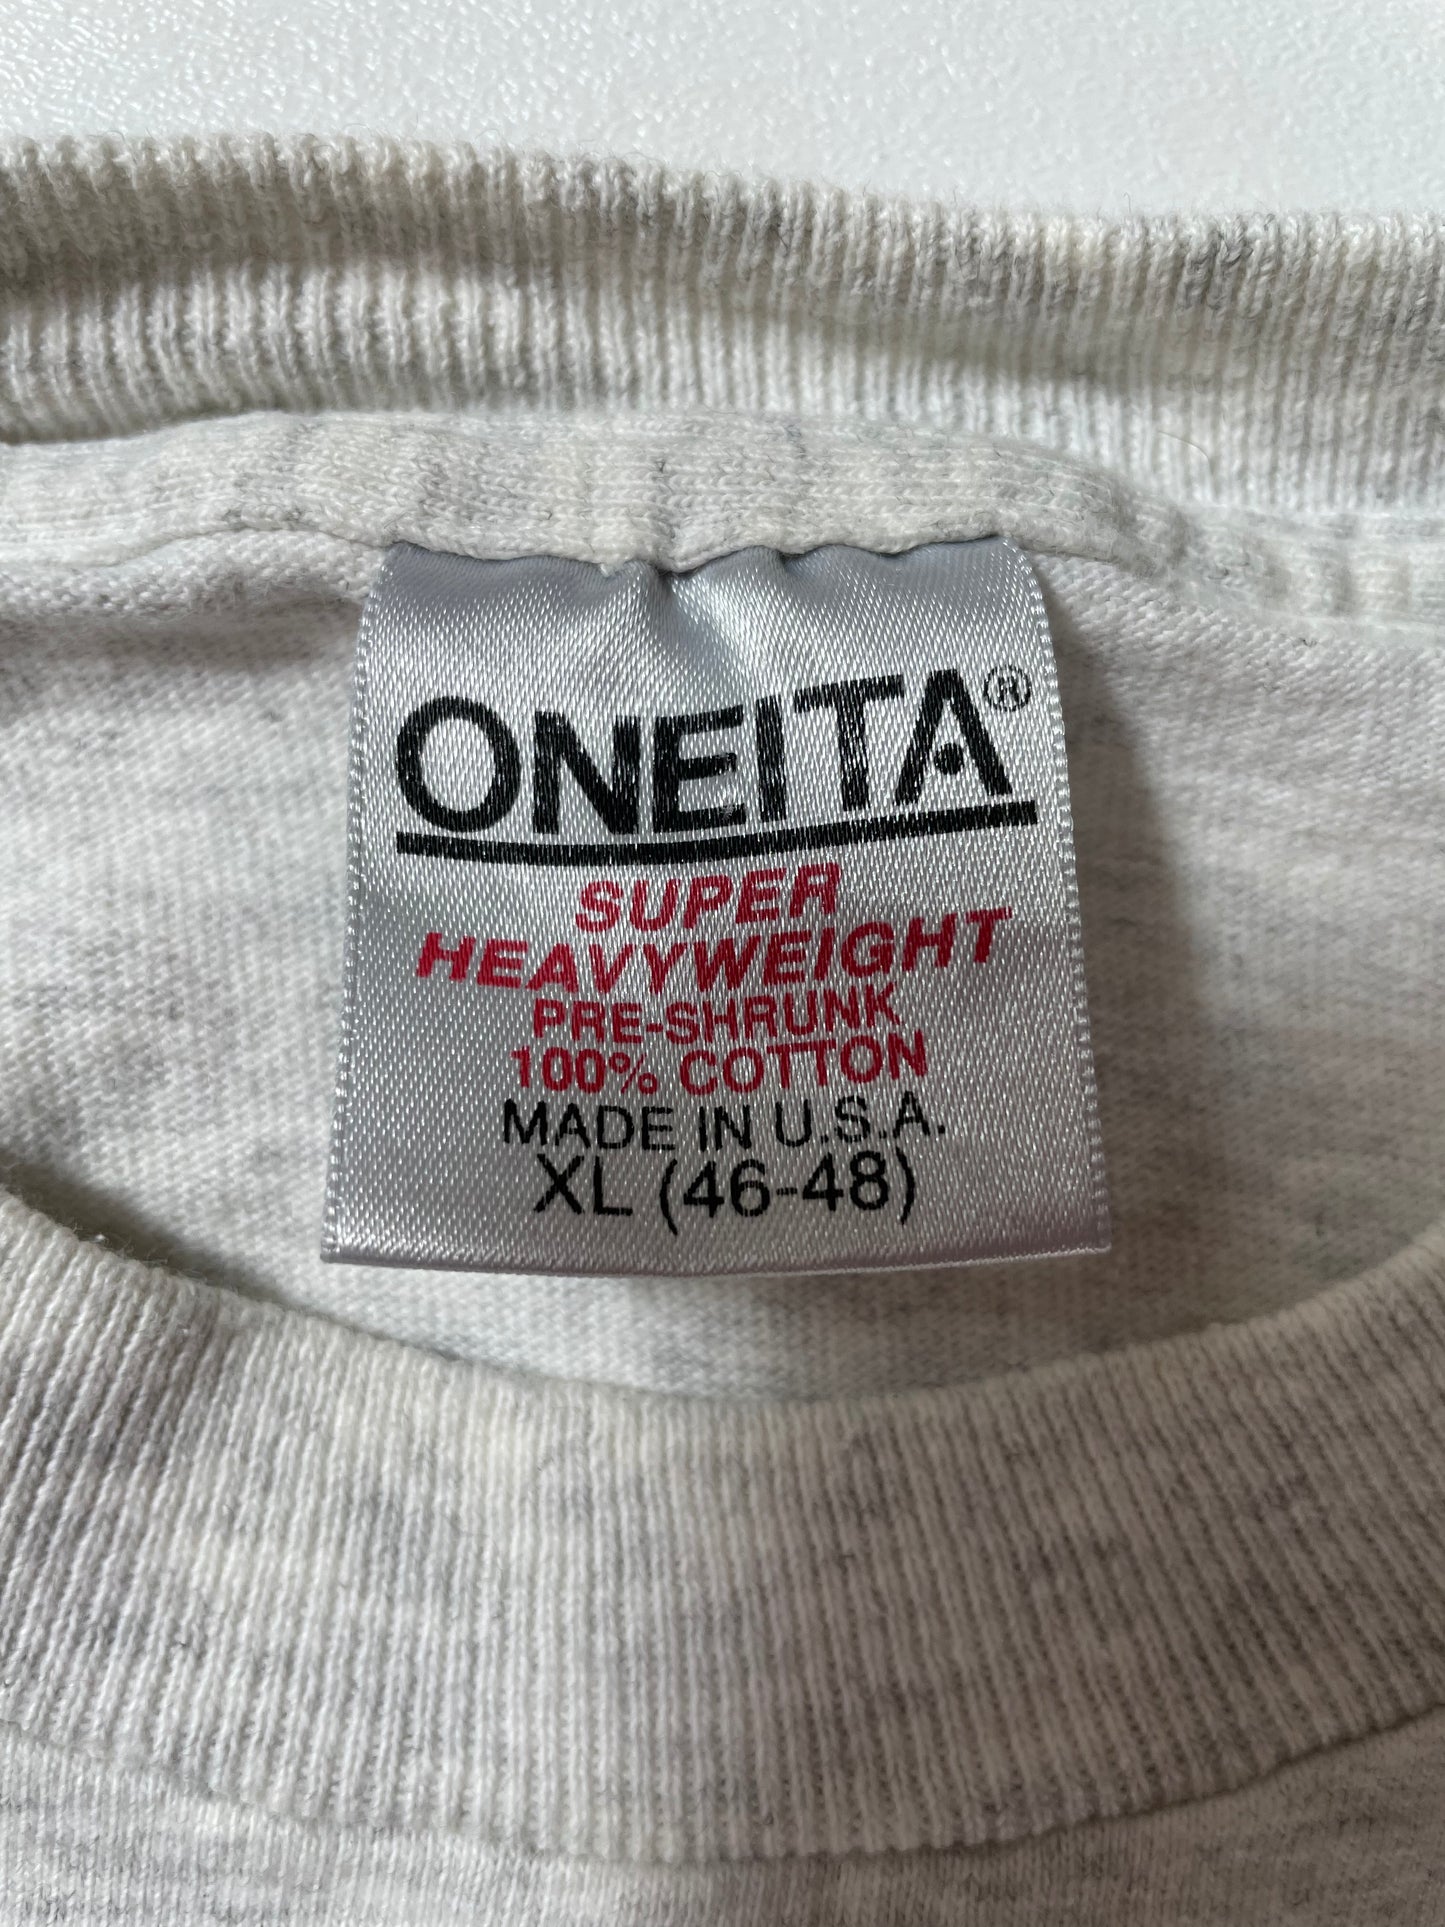 ONEITA®
SUPER
HEAVYWEIGHT
PRE-SHRUNK
100% COTTON
MADE IN U.S.A.
XL (46-48)